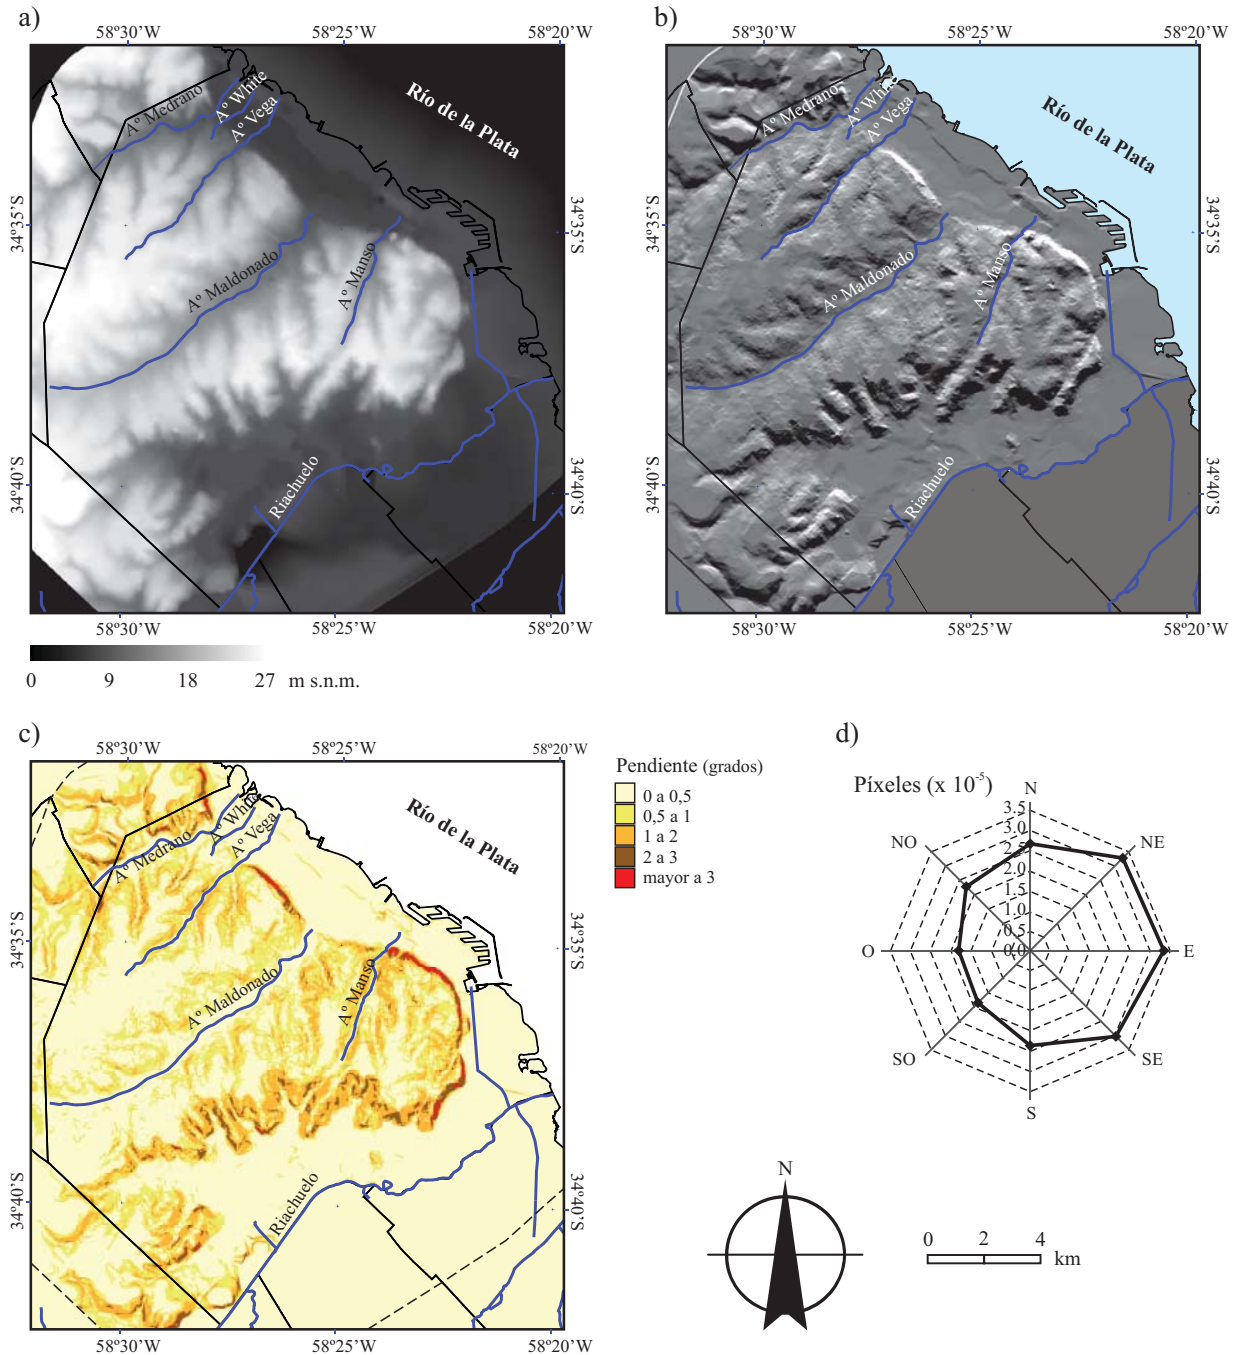 a)
58º30’W
58º25’W
58º20’W
Río de la Plata
Aº Medrano
Aº White
Aº Vega
34º35’S
34º35’S
Aº Maldonado
Aº Manso
34º40’S
34º40’S
Riachuelo
58º30’W
58º25’W
58º20’W
0 9 18 27 m s.n.m.
b)
58º30’W
58º25’W
58º20’W
Río de la Plata
Aº Medrano
Aº White
Aº Vega
34º35’S
34º35’S
Aº Maldonado
Aº Manso
34º40’S
34º40’S
Riachuelo
58º30’W
58º25’W
58º20’W
c)
58º30’W
58º25’W
58º20’W
Río de la Plata
Aº Medrano
Aº White
Aº Vega
34º35’S
34º35’S
Aº Maldonado
Aº Manso
34º40’S
34º40’S
Riachuelo
58º30’W
58º25’W
58º20’W
Pendiente (grados)
0 a 0,5
0,5 a 1
1 a 2
2 a 3
mayor a 3
d)
Píxeles (x 10⁻⁵)
N
3.5
3.0
2.5
2.0
1.5
1.0
0.5
0.0
NO
NE
O
E
SO
SE
S
N
0 2 4
km